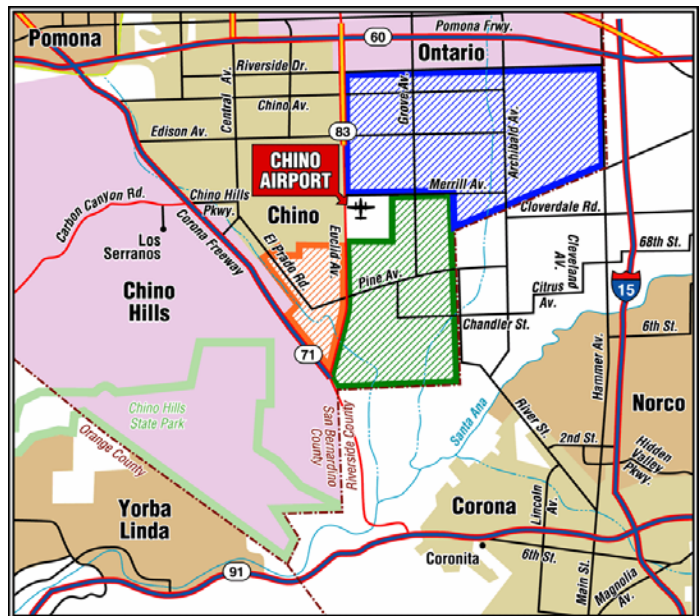 Pomona
60
Pomona Frwy.
Ontario
Riverside Dr.
Central Av.
Chino Av.
Grove Av.
Archibald Av.
Edison Av.
83
CHINO
AIRPORT
Merrill Av.
Carbon Canyon Rd.
Chino Hills
Pkwy.
Chino
Cloverdale Rd.
Los
Serranos
Corona Freeway
El Prado Rd.
Euclid Av.
Pine Av.
Cleveland
AV.
68th St.
Chino
Hills
Citrus
Av.
15
Chandler St.
6th St.
71
Hammer Av.
Norco
Chino Hills
State Park
Orange County
San Bernardino
County
Riverside County
Santa Ana
River St.
2nd St.
Hidden
Valley
Pkwy.
Yorba
Linda
Corona
Lincoln
Av.
Coronita
6th St.
91
Main St.
Magnolia
Av.